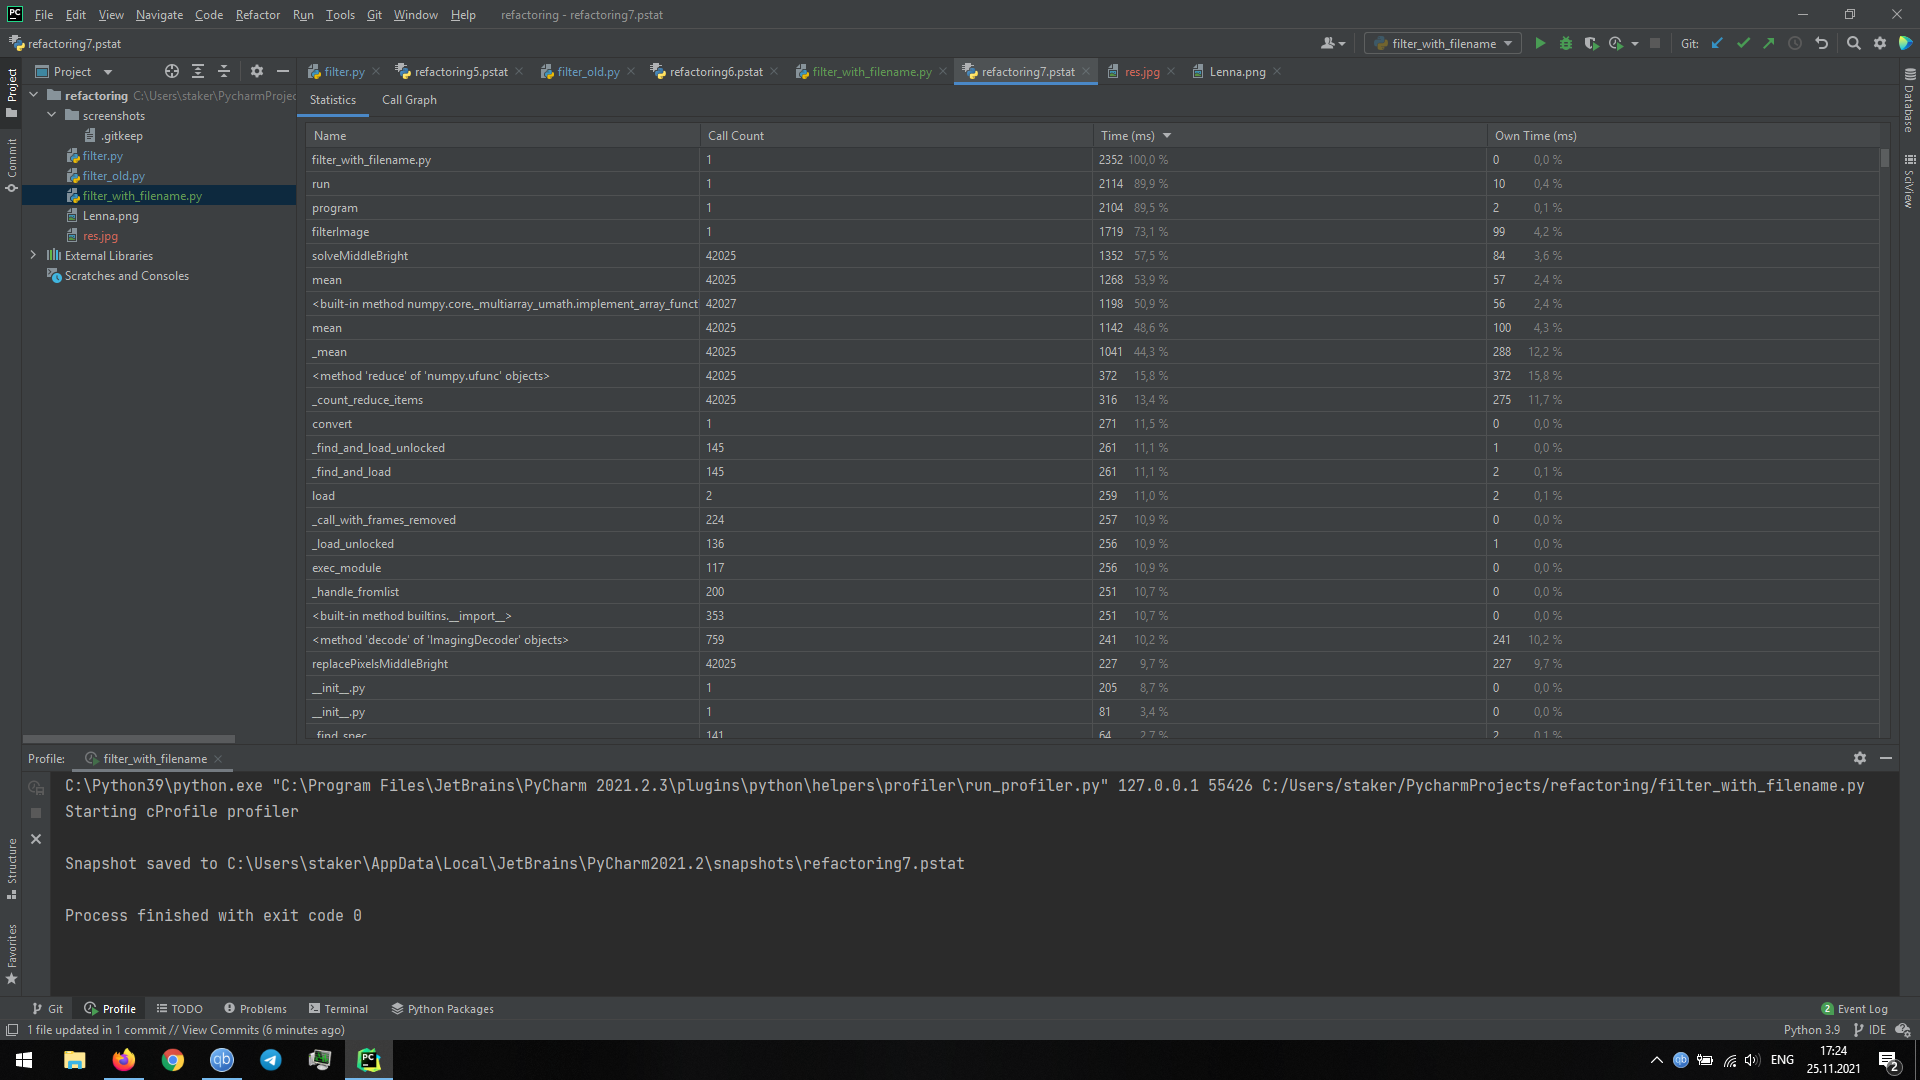 PC File Edit View Navigate Code Refactor Run Tools Git Window Help refactoring - refactoring7.pstat
refactoring7.pstat filter_with_filename Git:
Project filter.py refactoring5.pstat filter_old.py refactoring6.pstat filter_with_filename.py refactoring7.pstat res.jpg Lenna.png
Project
Commit
Structure
Favorites
Database
SciView
refactoring C:\Users\staker\PycharmProjec
screenshots
.gitkeep
filter.py
filter_old.py
filter_with_filename.py
Lenna.png
res.jpg
External Libraries
Scratches and Consoles
Statistics Call Graph
Name Call Count Time (ms) Own Time (ms)
filter_with_filename.py 1 2352 100,0 % 0 0,0 %
run 1 2114 89,9 % 10 0,4 %
program 1 2104 89,5 % 2 0,1 %
filterImage 1 1719 73,1 % 99 4,2 %
solveMiddleBright 42025 1352 57,5 % 84 3,6 %
mean 42025 1268 53,9 % 57 2,4 %
<built-in method numpy.core._multiarray_umath.implement_array_funct 42027 1198 50,9 % 56 2,4 %
mean 42025 1142 48,6 % 100 4,3 %
_mean 42025 1041 44,3 % 288 12,2 %
<method 'reduce' of 'numpy.ufunc' objects> 42025 372 15,8 % 372 15,8 %
_count_reduce_items 42025 316 13,4 % 275 11,7 %
convert 1 271 11,5 % 0 0,0 %
_find_and_load_unlocked 145 261 11,1 % 1 0,0 %
_find_and_load 145 261 11,1 % 2 0,1 %
load 2 259 11,0 % 2 0,1 %
_call_with_frames_removed 224 257 10,9 % 0 0,0 %
_load_unlocked 136 256 10,9 % 1 0,0 %
exec_module 117 256 10,9 % 0 0,0 %
_handle_fromlist 200 251 10,7 % 0 0,0 %
<built-in method builtins.__import__> 353 251 10,7 % 0 0,0 %
<method 'decode' of 'ImagingDecoder' objects> 759 241 10,2 % 241 10,2 %
replacePixelsMiddleBright 42025 227 9,7 % 227 9,7 %
__init__.py 1 205 8,7 % 0 0,0 %
__init__.py 1 81 3,4 % 0 0,0 %
_find_spec 141 64 2,7 % 2 0,1 %
Profile: filter_with_filename
C:\Python39\python.exe "C:\Program Files\JetBrains\PyCharm 2021.2.3\plugins\python\helpers\profiler\run_profiler.py" 127.0.0.1 55426 C:/Users/staker/PycharmProjects/refactoring/filter_with_filename.py
Starting cProfile profiler
Snapshot saved to C:\Users\staker\AppData\Local\JetBrains\PyCharm2021.2\snapshots\refactoring7.pstat
Process finished with exit code 0
Git Profile TODO Problems Terminal Python Packages 2 Event Log
1 file updated in 1 commit // View Commits (6 minutes ago) Python 3.9 IDE
qb PC qb ENG 17:24
25.11.2021 2